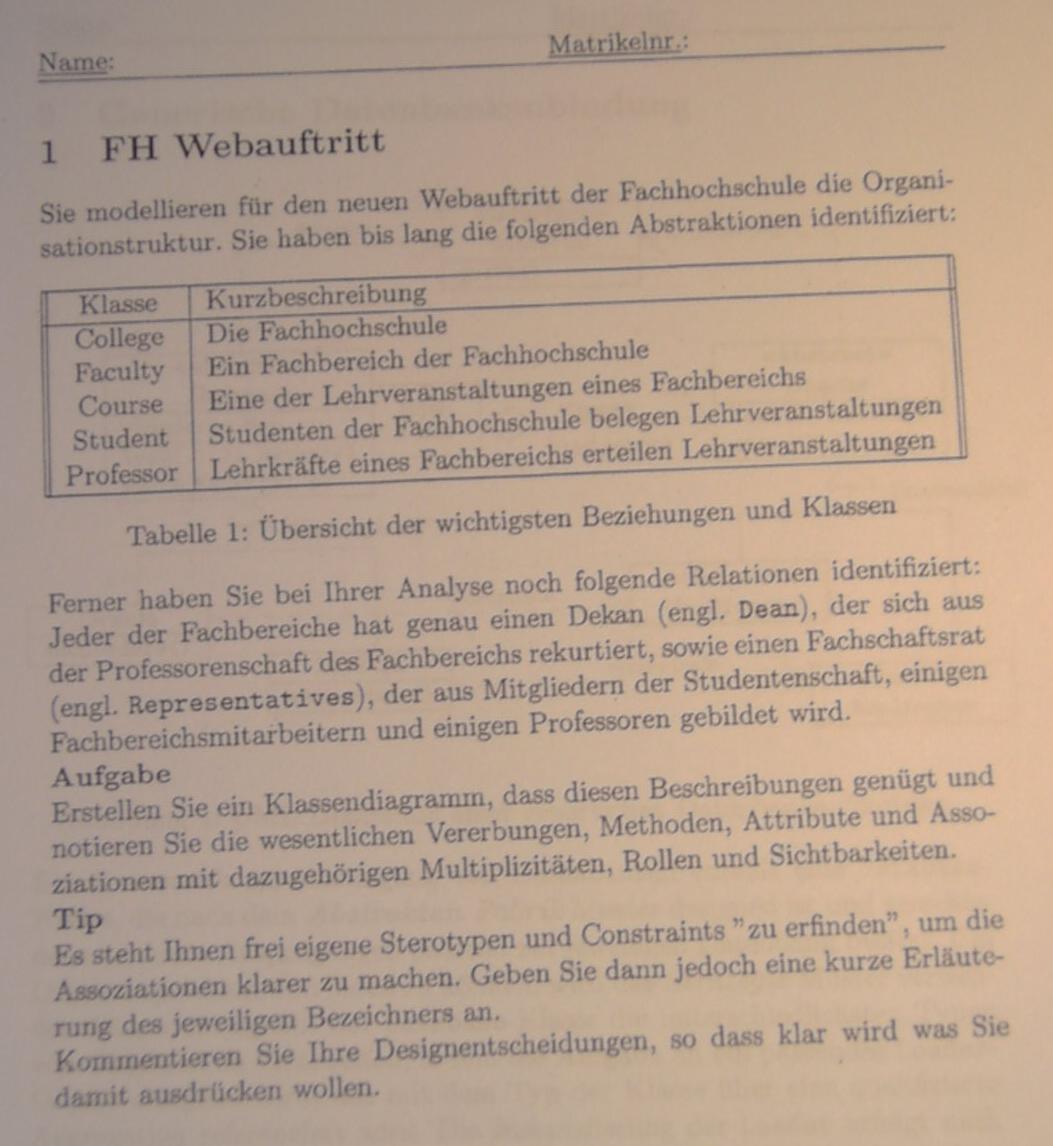 Name: Matrikelnr.:
1 FH Webauftritt
Sie modellieren für den neuen Webauftritt der Fachhochschule die Organi-
sationstruktur. Sie haben bis lang die folgenden Abstraktionen identifiziert:
Klasse Kurzbeschreibung
College Die Fachhochschule
Faculty Ein Fachbereich der Fachhochschule
Course Eine der Lehrveranstaltungen eines Fachbereichs
Student Studenten der Fachhochschule belegen Lehrveranstaltungen
Professor Lehrkräfte eines Fachbereichs erteilen Lehrveranstaltungen
Tabelle 1: Übersicht der wichtigsten Beziehungen und Klassen
Ferner haben Sie bei Ihrer Analyse noch folgende Relationen identifiziert:
Jeder der Fachbereiche hat genau einen Dekan (engl. Dean), der sich aus
der Professorenschaft des Fachbereichs rekurtiert, sowie einen Fachschaftsrat
(engl. Representatives), der aus Mitgliedern der Studentenschaft, einigen
Fachbereichsmitarbeitern und einigen Professoren gebildet wird.
Aufgabe
Erstellen Sie ein Klassendiagramm, dass diesen Beschreibungen genügt und
notieren Sie die wesentlichen Vererbungen, Methoden, Attribute und Asso-
ziationen mit dazugehörigen Multiplizitäten, Rollen und Sichtbarkeiten.
Tip
Es steht Ihnen frei eigene Sterotypen und Constraints "zu erfinden", um die
Assoziationen klarer zu machen. Geben Sie dann jedoch eine kurze Erläute-
rung des jeweiligen Bezeichners an.
Kommentieren Sie Ihre Designentscheidungen, so dass klar wird was Sie
damit ausdrücken wollen.